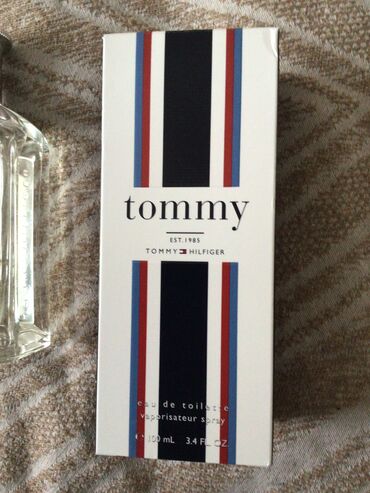 tommy
EST. 1985
TOMMY HILFIGER
eau de toilette
vaporisateur spray
℮ 100 mL 3.4 FL. OZ.